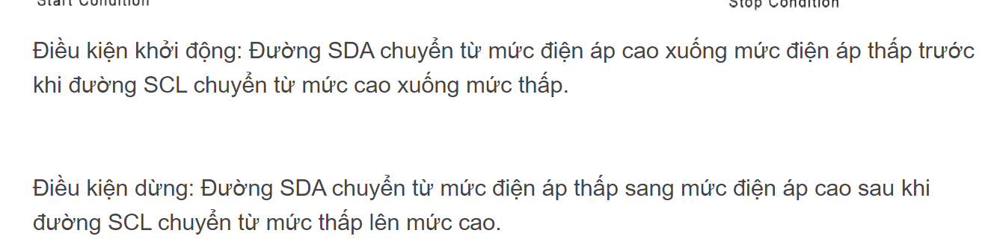 Start Condition
Stop Condition
Điều kiện khởi động: Đường SDA chuyển từ mức điện áp cao xuống mức điện áp thấp trước
khi đường SCL chuyển từ mức cao xuống mức thấp.
Điều kiện dừng: Đường SDA chuyển từ mức điện áp thấp sang mức điện áp cao sau khi
đường SCL chuyển từ mức thấp lên mức cao.